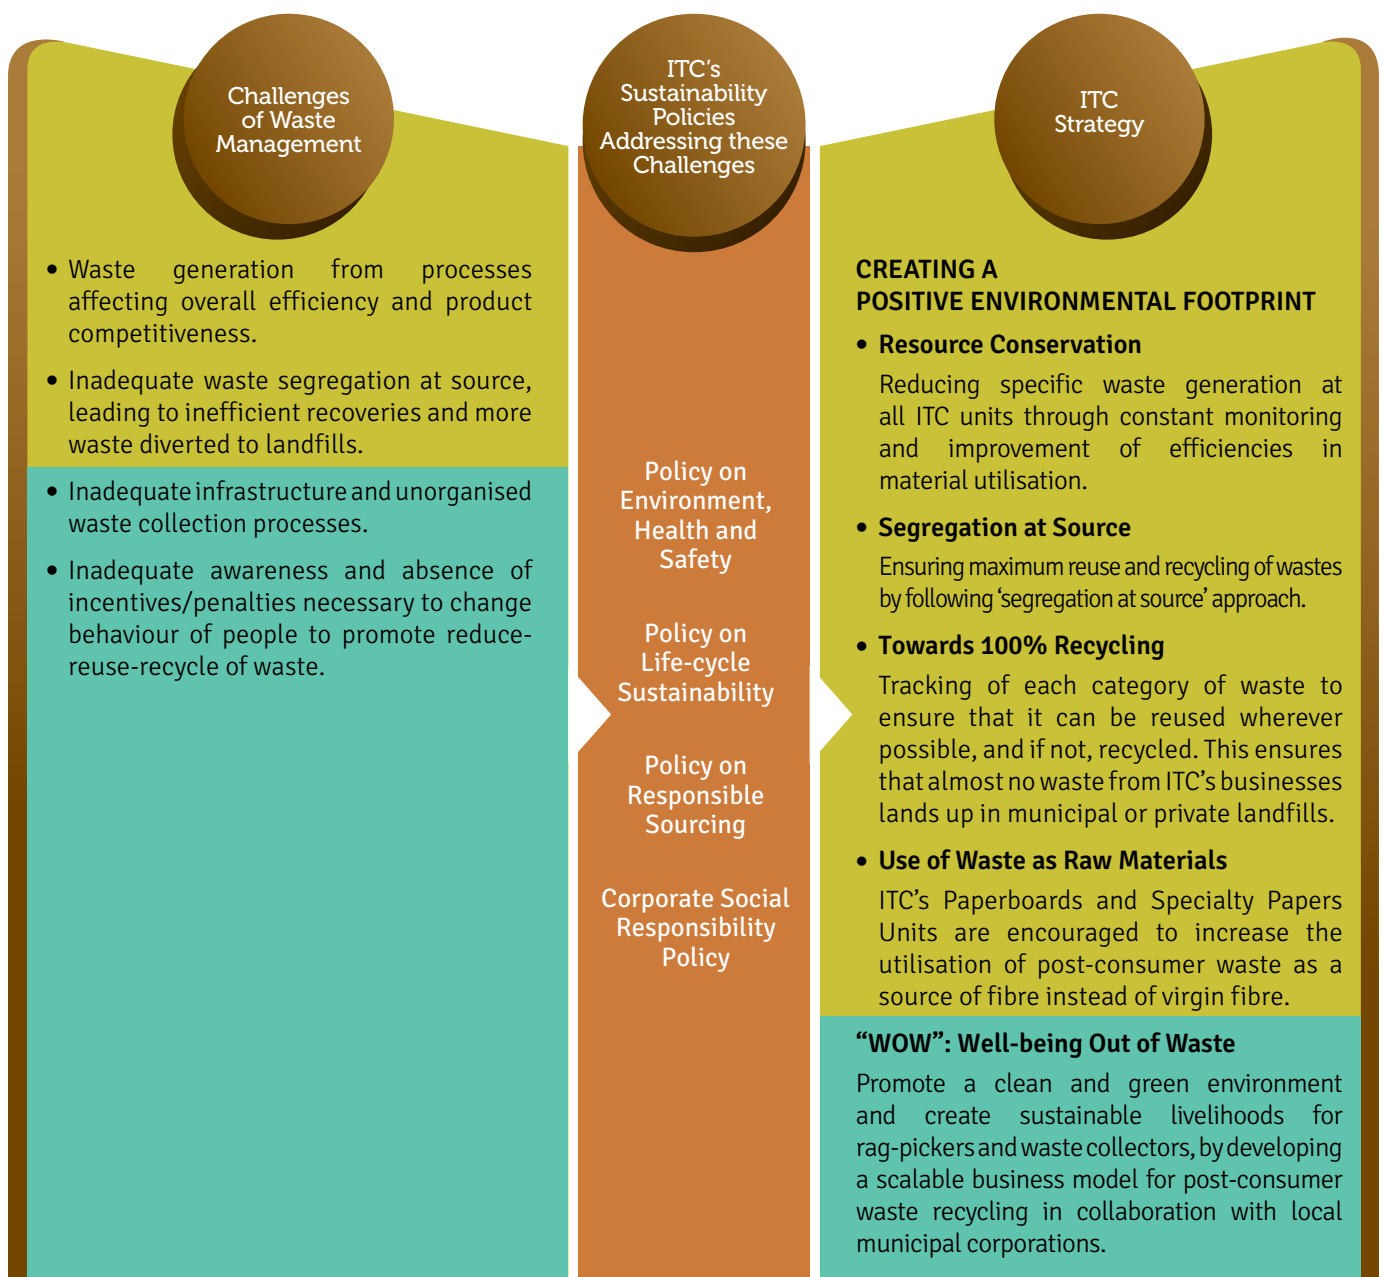 Challenges
of Waste
Management
• Waste generation from processes
affecting overall efficiency and product
competitiveness.
• Inadequate waste segregation at source,
leading to inefficient recoveries and more
waste diverted to landfills.
• Inadequate infrastructure and unorganised
waste collection processes.
• Inadequate awareness and absence of
incentives/penalties necessary to change
behaviour of people to promote reduce-
reuse-recycle of waste.
ITC’s
Sustainability
Policies
Addressing these
Challenges
Policy on
Environment,
Health and
Safety
Policy on
Life-cycle
Sustainability
Policy on
Responsible
Sourcing
Corporate Social
Responsibility
Policy
ITC
Strategy
CREATING A
POSITIVE ENVIRONMENTAL FOOTPRINT
• Resource Conservation
Reducing specific waste generation at
all ITC units through constant monitoring
and improvement of efficiencies in
material utilisation.
• Segregation at Source
Ensuring maximum reuse and recycling of wastes
by following ‘segregation at source’ approach.
• Towards 100% Recycling
Tracking of each category of waste to
ensure that it can be reused wherever
possible, and if not, recycled. This ensures
that almost no waste from ITC’s businesses
lands up in municipal or private landfills.
• Use of Waste as Raw Materials
ITC’s Paperboards and Specialty Papers
Units are encouraged to increase the
utilisation of post-consumer waste as a
source of fibre instead of virgin fibre.
“WOW”: Well-being Out of Waste
Promote a clean and green environment
and create sustainable livelihoods for
rag-pickers and waste collectors, by developing
a scalable business model for post-consumer
waste recycling in collaboration with local
municipal corporations.